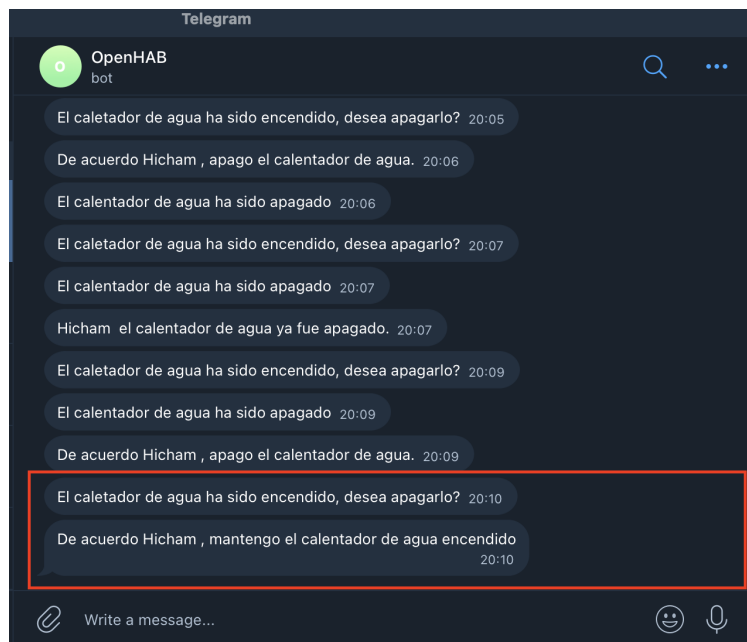 Telegram
O
OpenHAB
bot
El caletador de agua ha sido encendido, desea apagarlo? 20:05
De acuerdo Hicham , apago el calentador de agua. 20:06
El calentador de agua ha sido apagado 20:06
El caletador de agua ha sido encendido, desea apagarlo? 20:07
El calentador de agua ha sido apagado 20:07
Hicham  el calentador de agua ya fue apagado. 20:07
El caletador de agua ha sido encendido, desea apagarlo? 20:09
El calentador de agua ha sido apagado 20:09
De acuerdo Hicham , apago el calentador de agua. 20:09
El caletador de agua ha sido encendido, desea apagarlo? 20:10
De acuerdo Hicham , mantengo el calentador de agua encendido
20:10
Write a message...